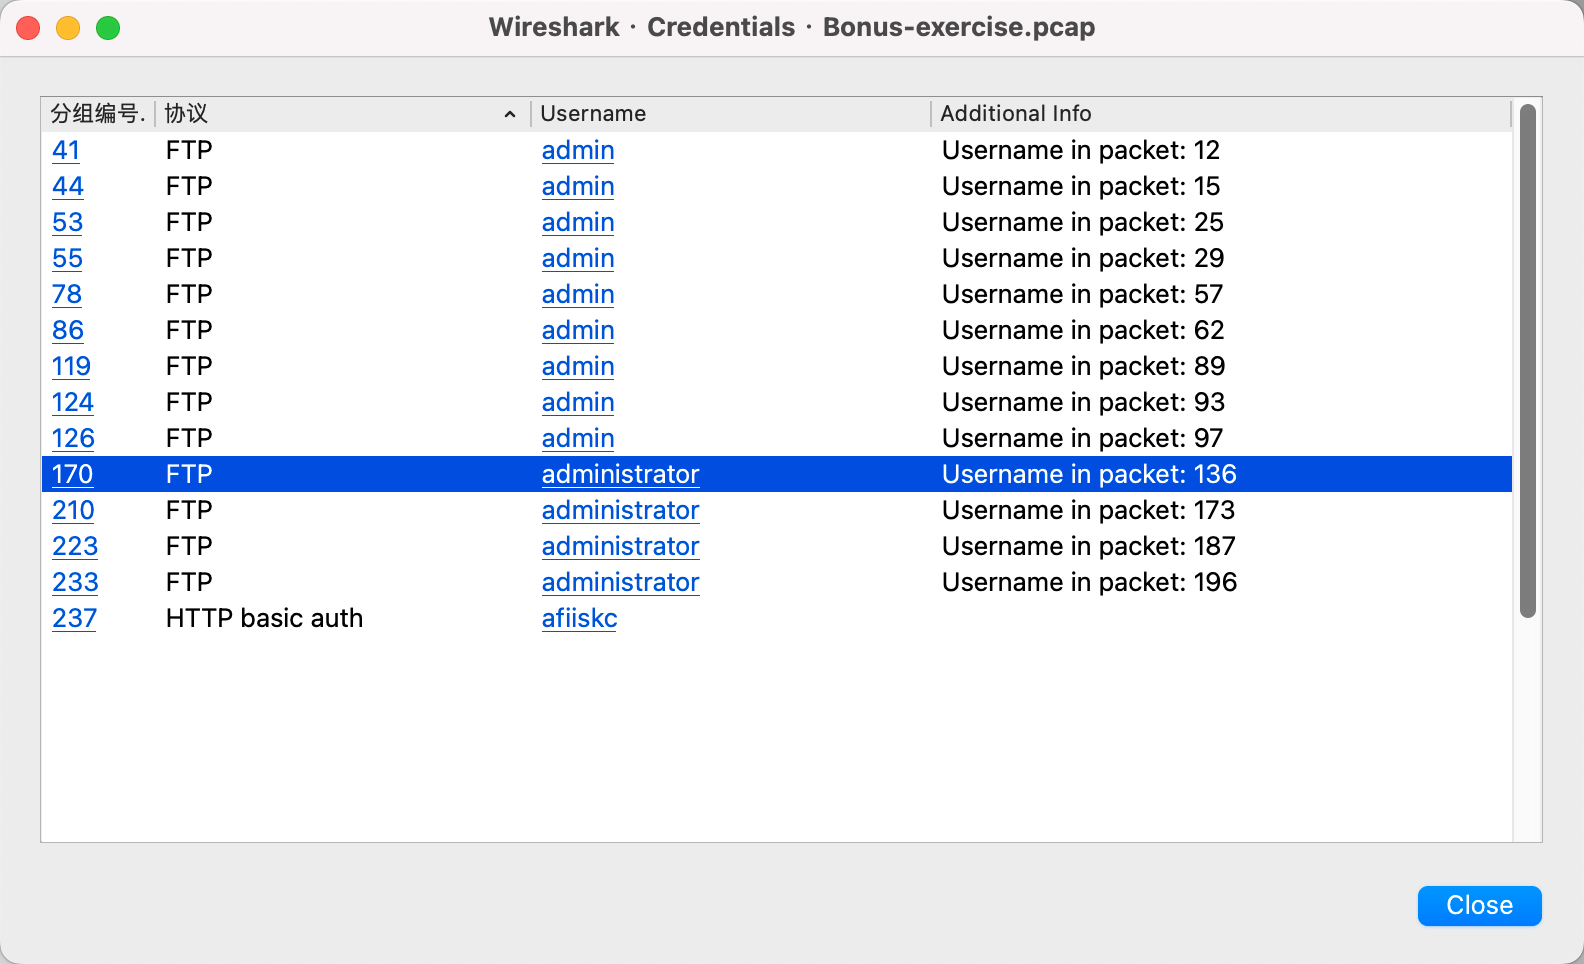 Wireshark · Credentials · Bonus-exercise.pcap
分组编号. 协议 Username Additional Info
41 FTP admin Username in packet: 12
44 FTP admin Username in packet: 15
53 FTP admin Username in packet: 25
55 FTP admin Username in packet: 29
78 FTP admin Username in packet: 57
86 FTP admin Username in packet: 62
119 FTP admin Username in packet: 89
124 FTP admin Username in packet: 93
126 FTP admin Username in packet: 97
170 FTP administrator Username in packet: 136
210 FTP administrator Username in packet: 173
223 FTP administrator Username in packet: 187
233 FTP administrator Username in packet: 196
237 HTTP basic auth afiiskc
Close